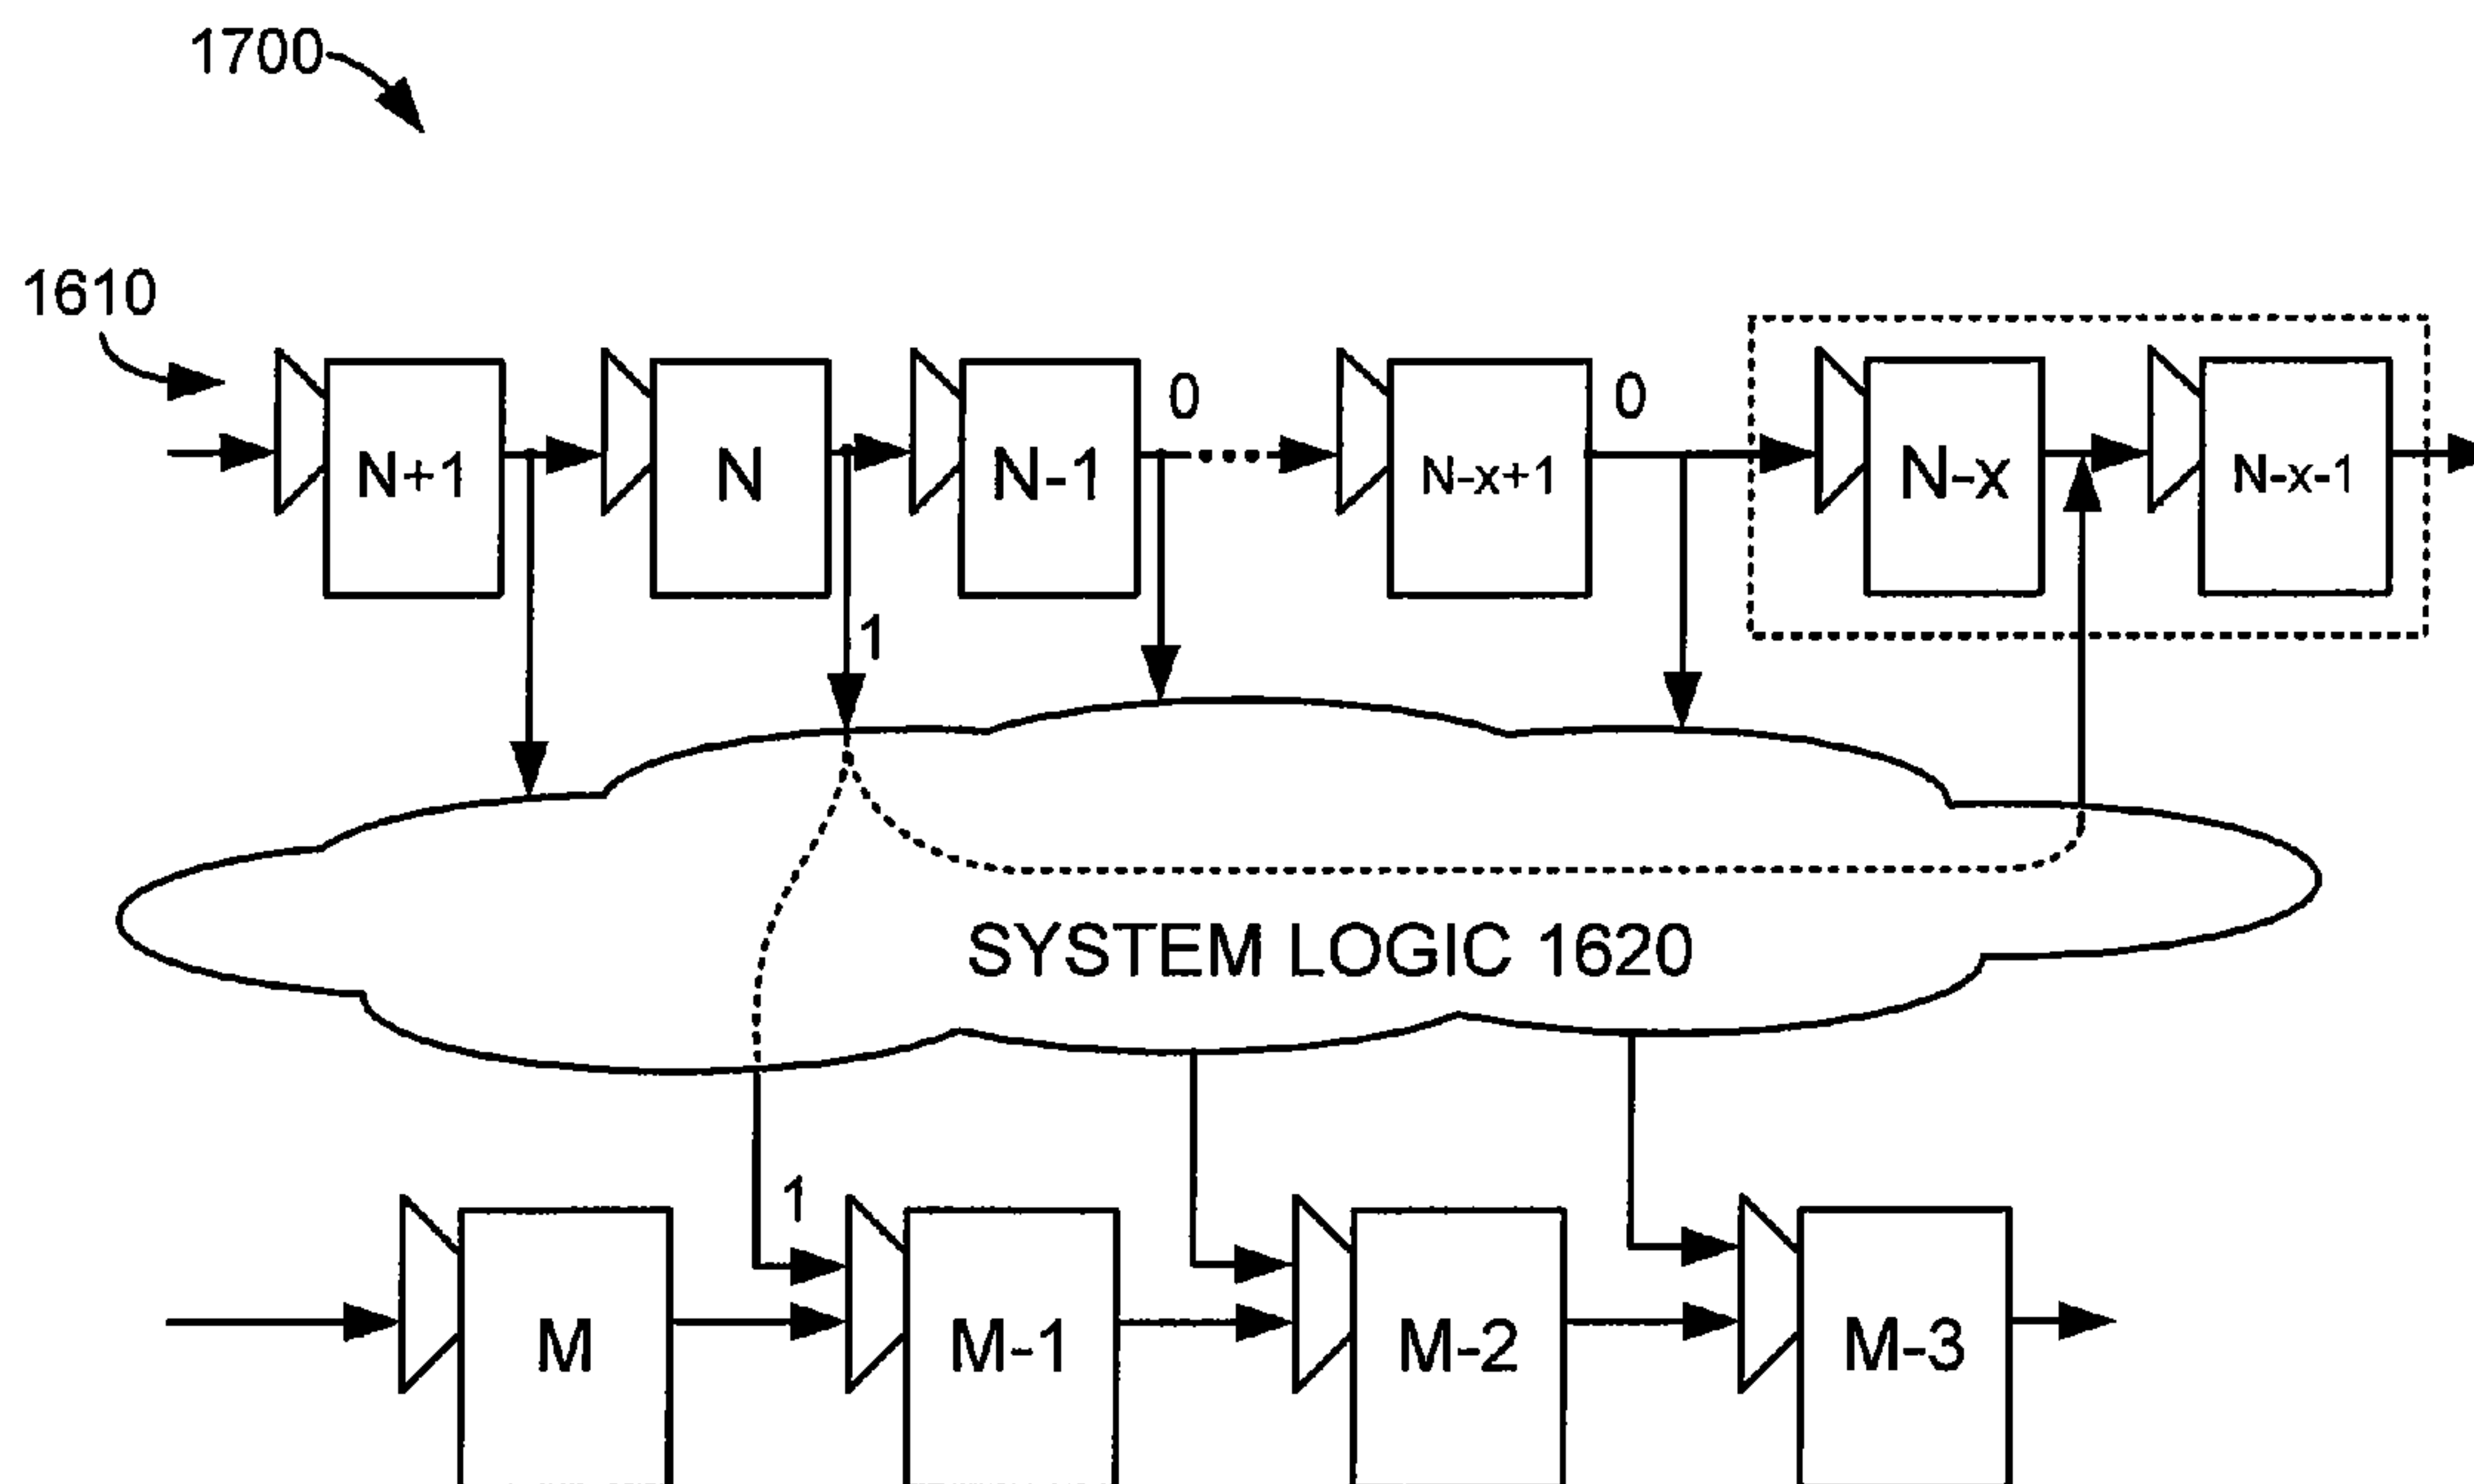 1700
1610
0
0
N+1
N
N-1
N-x+1
N-x
N-x-1
1
SYSTEM LOGIC 1620
1
M
M-1
M-2
M-3